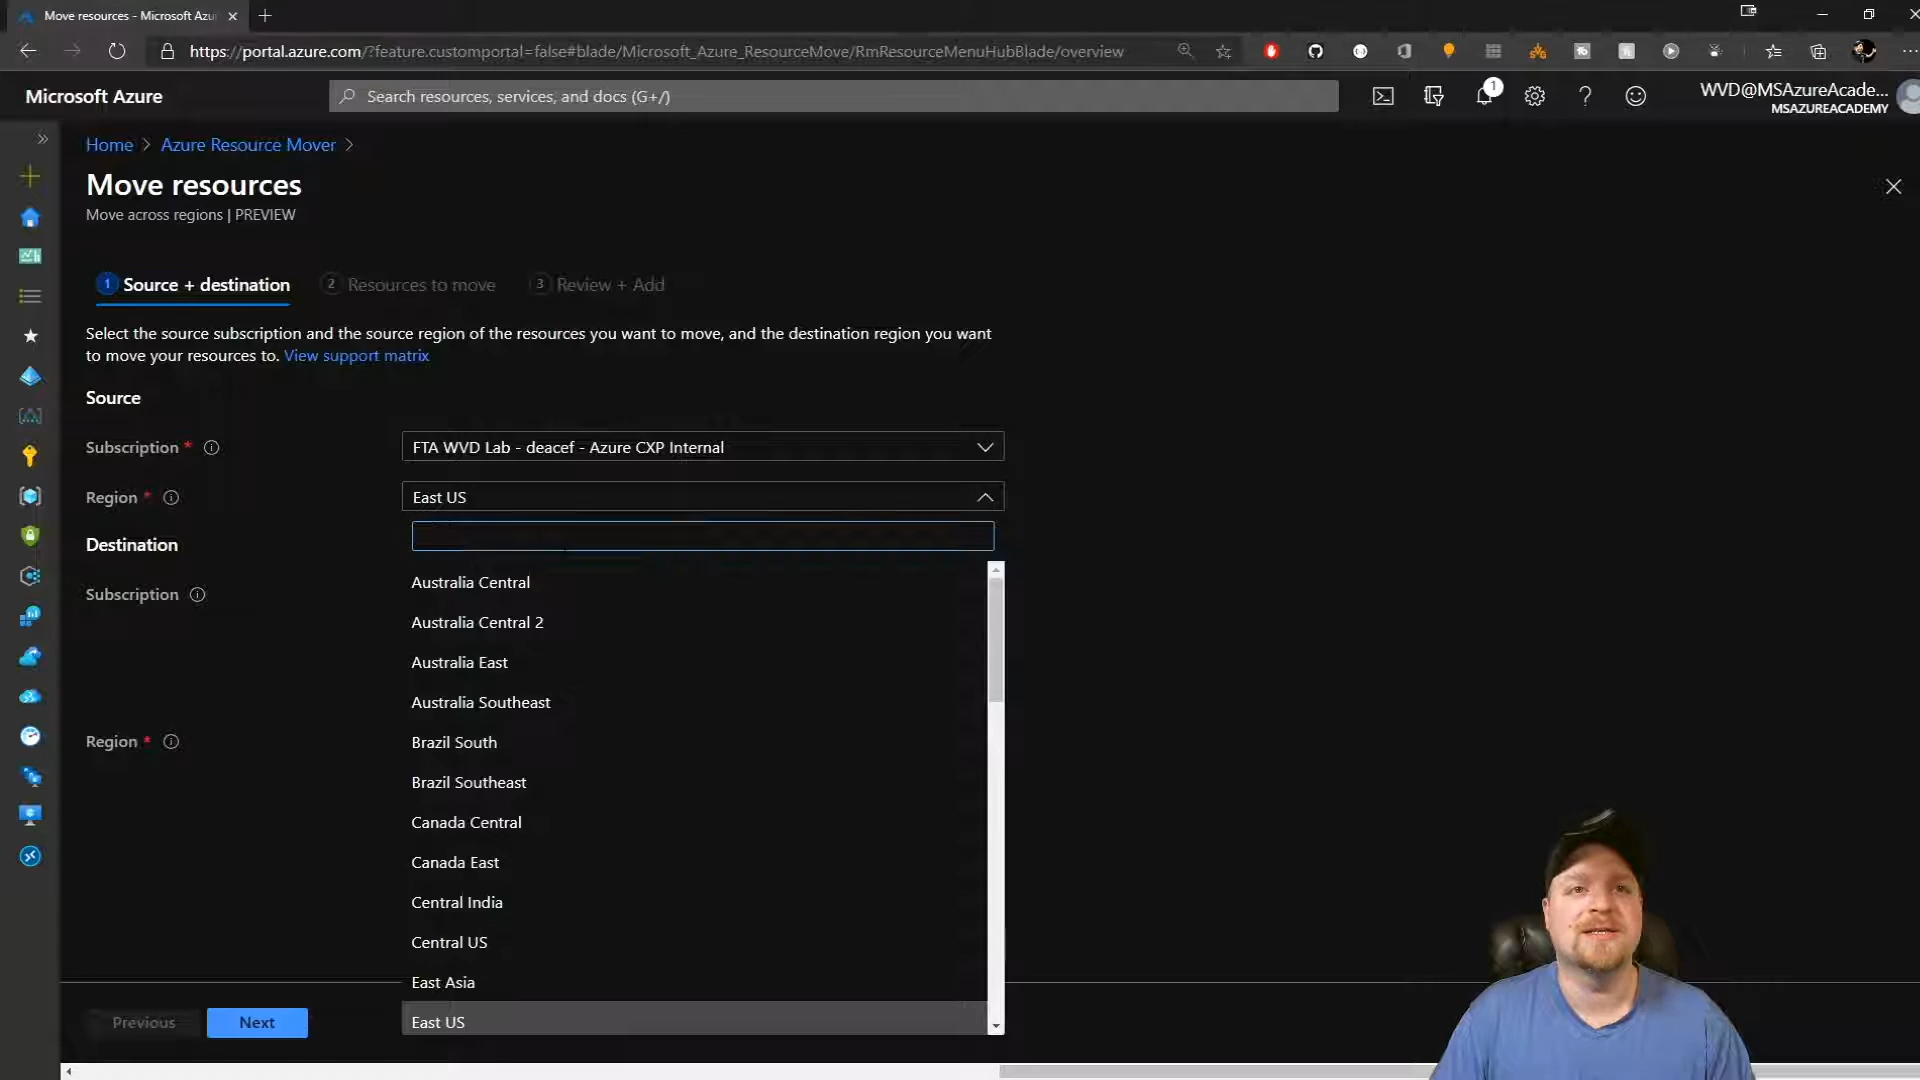 Move resources - Microsoft Azu
https://portal.azure.com/?feature.customportal=false#blade/Microsoft_Azure_ResourceMove/RmResourceMenuHubBlade/overview
Microsoft Azure
Search resources, services, and docs (G+/)
1
WVD@MSAzureAcade...
MSAZUREACADEMY
Home > Azure Resource Mover >
Move resources
Move across regions | PREVIEW
1 Source + destination
2 Resources to move
3 Review + Add
Select the source subscription and the source region of the resources you want to move, and the destination region you want
to move your resources to. View support matrix
Source
Subscription *
FTA WVD Lab - deacef - Azure CXP Internal
Region *
East US
Destination
Subscription
Region *
Australia Central
Australia Central 2
Australia East
Australia Southeast
Brazil South
Brazil Southeast
Canada Central
Canada East
Central India
Central US
East Asia
East US
Previous
Next